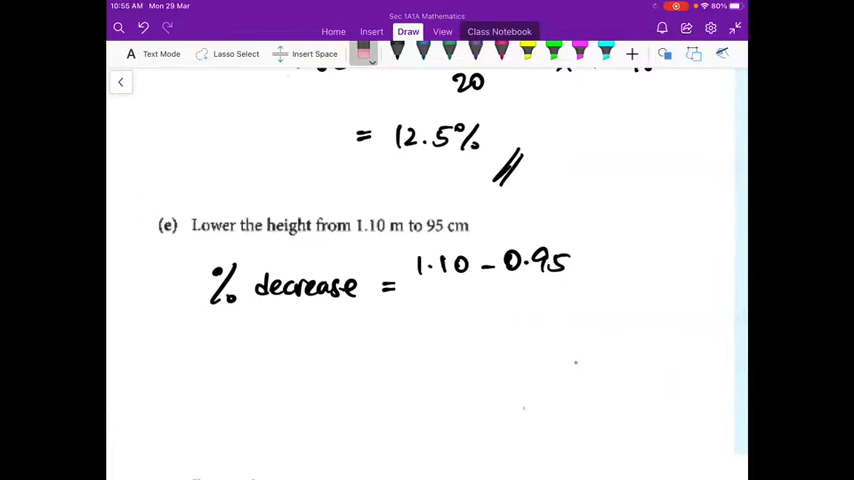 10:55 AM Mon 29 Mar
80%
Sec 1A1A Mathematics
Home Insert Draw View Class Notebook
A Text Mode Lasso Select Insert Space
20
= 12.5%
(e) Lower the height from 1.10 m to 95 cm
% decrease = 1.10 - 0.95